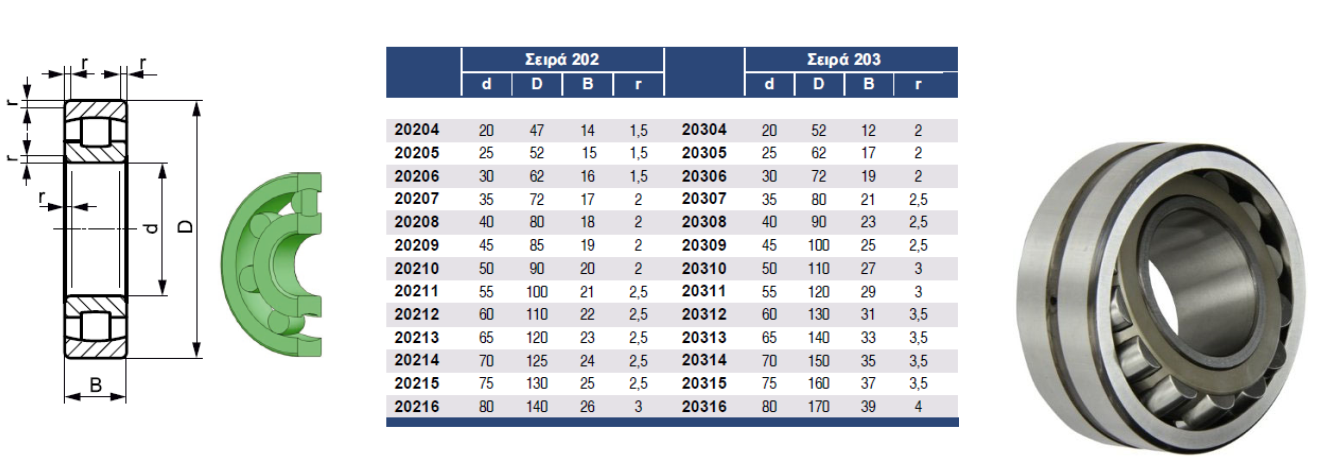 r r
r
r
r
d
D
B
Σειρά 202 Σειρά 203
d D B r d D B r
20204 20 47 14 1,5 20304 20 52 12 2
20205 25 52 15 1,5 20305 25 62 17 2
20206 30 62 16 1,5 20306 30 72 19 2
20207 35 72 17 2 20307 35 80 21 2,5
20208 40 80 18 2 20308 40 90 23 2,5
20209 45 85 19 2 20309 45 100 25 2,5
20210 50 90 20 2 20310 50 110 27 3
20211 55 100 21 2,5 20311 55 120 29 3
20212 60 110 22 2,5 20312 60 130 31 3,5
20213 65 120 23 2,5 20313 65 140 33 3,5
20214 70 125 24 2,5 20314 70 150 35 3,5
20215 75 130 25 2,5 20315 75 160 37 3,5
20216 80 140 26 3 20316 80 170 39 4